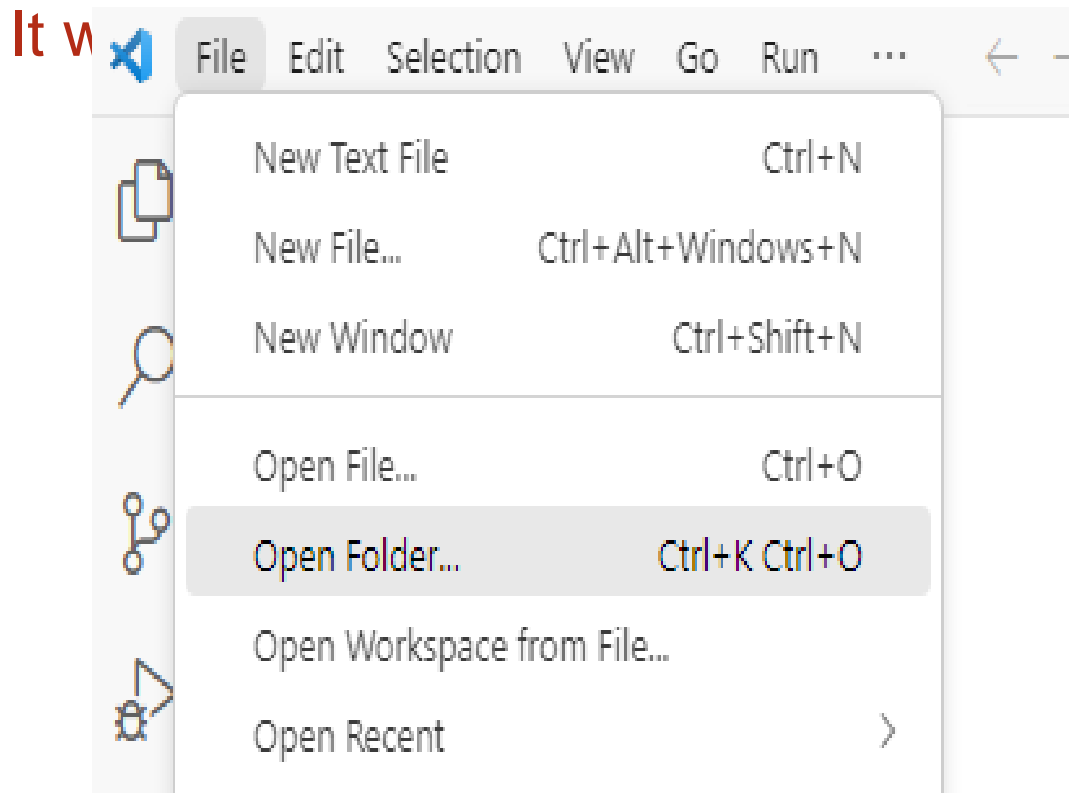 It
File Edit Selection View Go Run ...
New Text File Ctrl+N
New File... Ctrl+Alt+Windows+N
New Window Ctrl+Shift+N
Open File... Ctrl+O
Open Folder... Ctrl+K Ctrl+O
Open Workspace from File...
Open Recent